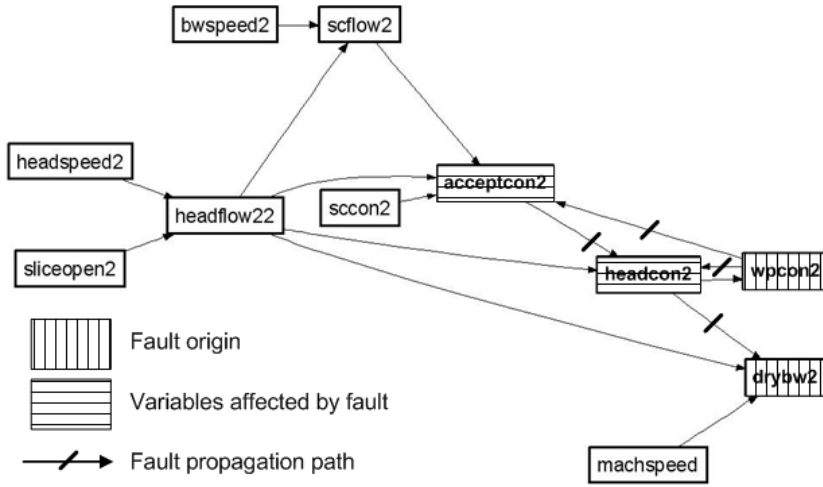 bwspeed2
scflow2
headspeed2
acceptcon2
headflow22
sccon2
sliceopen2
headcon2
wpcon2
Fault origin
drybw2
Variables affected by fault
Fault propagation path
machspeed